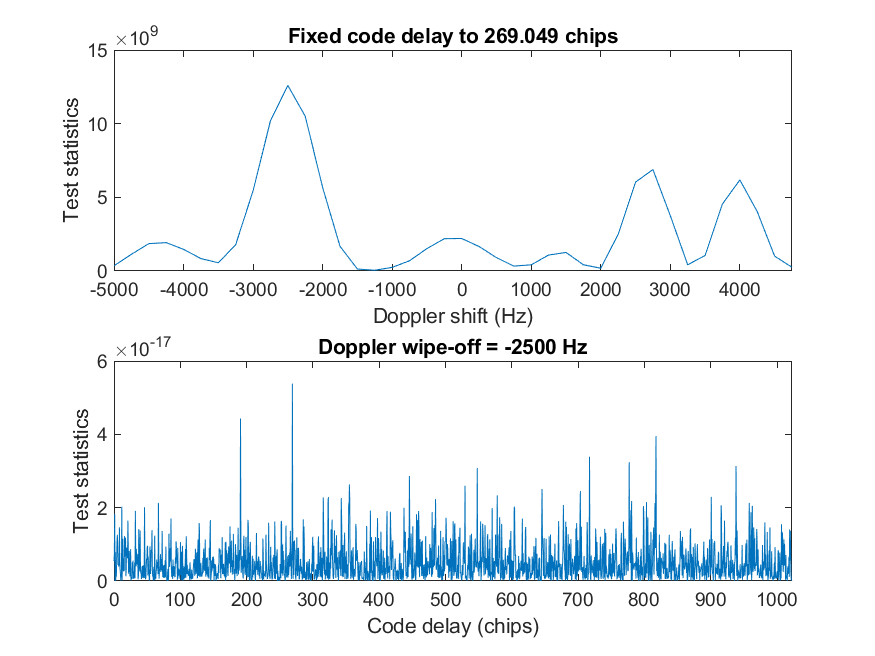 Fixed code delay to 269.049 chips
×10⁹
15
10
5
0
Test statistics
-5000 -4000 -3000 -2000 -1000 0 1000 2000 3000 4000
Doppler shift (Hz)
Doppler wipe-off = -2500 Hz
×10⁻¹⁷
6
4
2
0
Test statistics
0 100 200 300 400 500 600 700 800 900 1000
Code delay (chips)